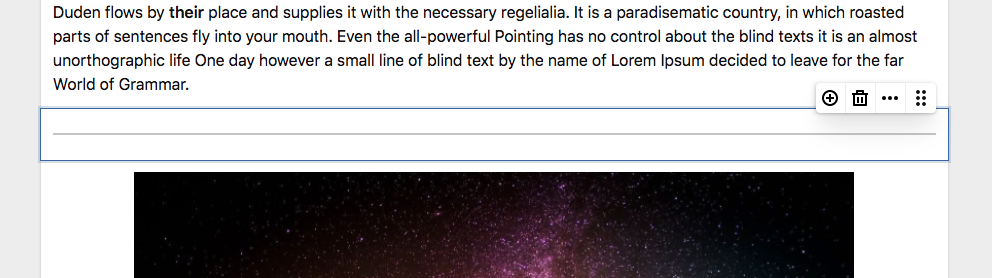 Duden flows by their place and supplies it with the necessary regelialia. It is a paradisematic country, in which roasted
parts of sentences fly into your mouth. Even the all-powerful Pointing has no control about the blind texts it is an almost
unorthographic life One day however a small line of blind text by the name of Lorem Ipsum decided to leave for the far
World of Grammar.